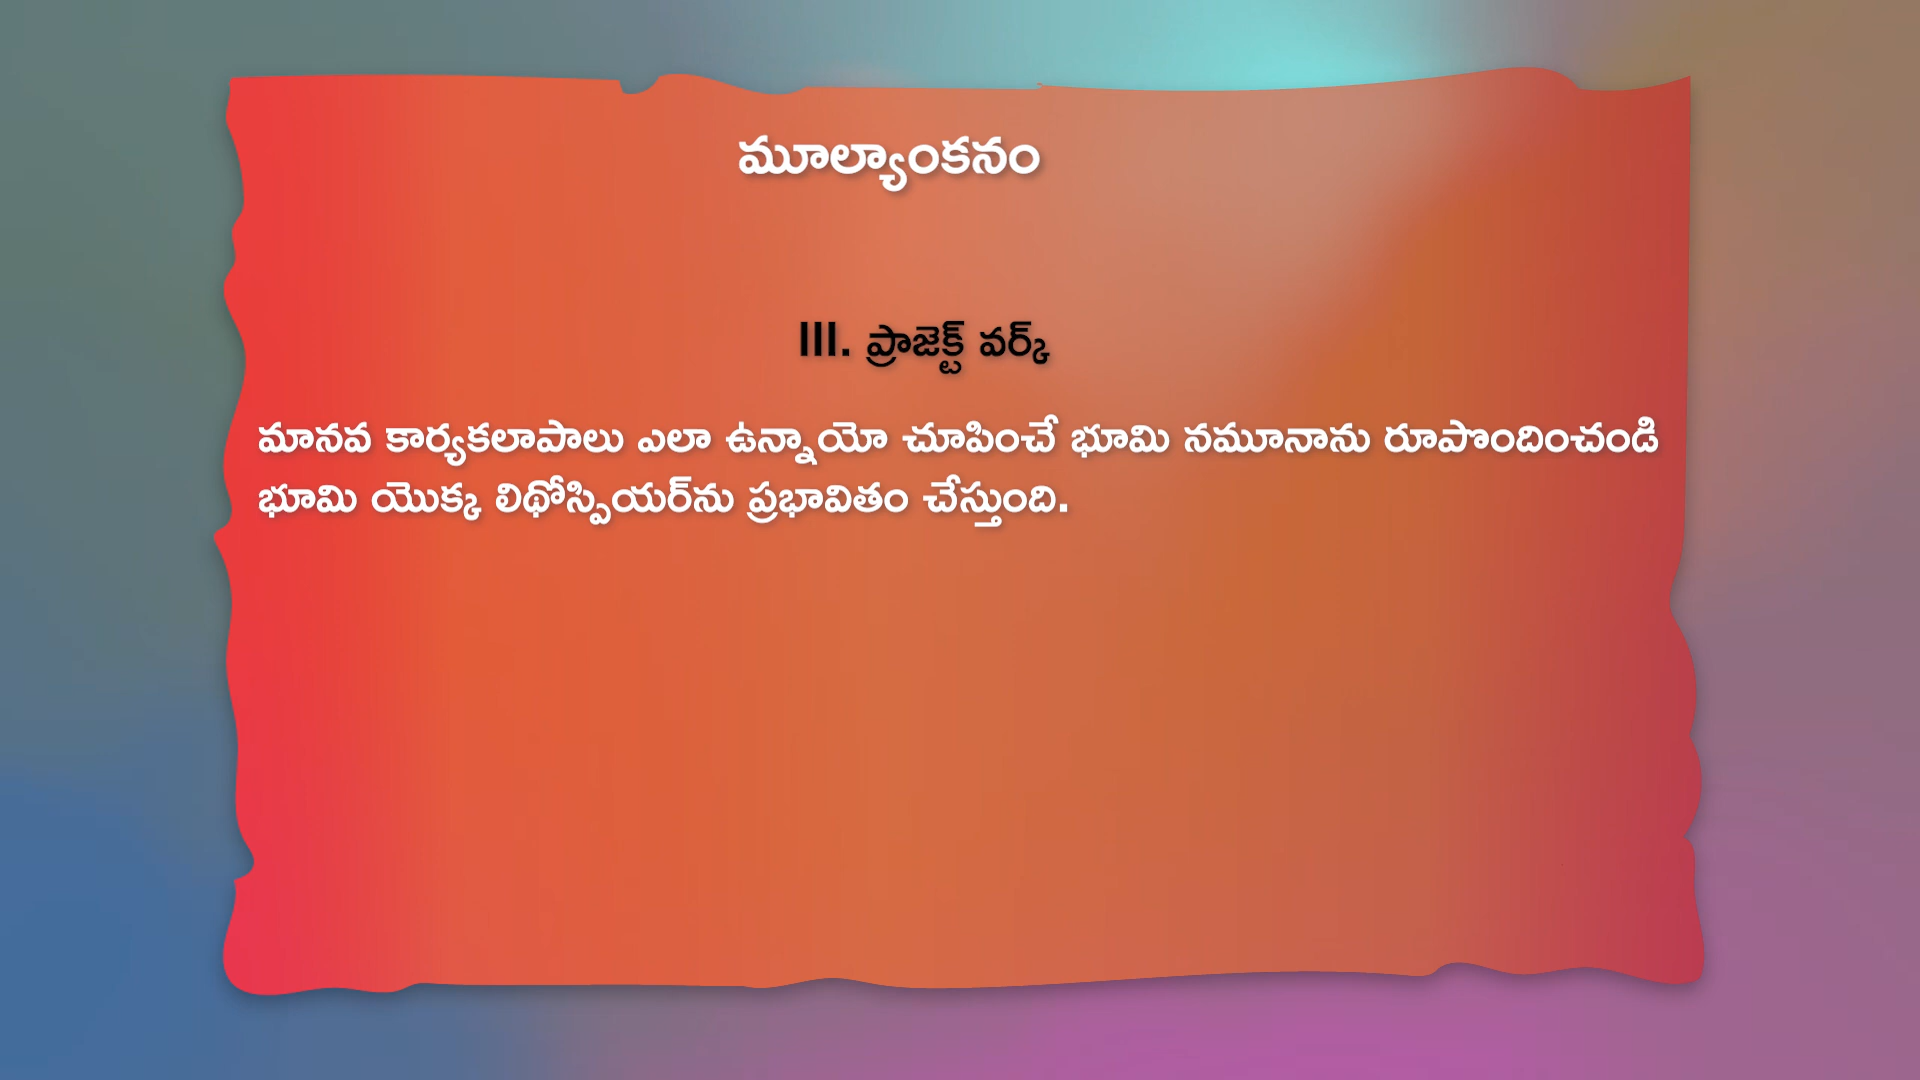 మూల్యాంకనం
III. ప్రాజెక్ట్ వర్క్
మానవ కార్యకలాపాలు ఎలా ఉన్నాయో చూపించే భూమి నమూనాను రూపొందించండి
భూమి యొక్క లిథోస్పియర్‌ను ప్రభావితం చేస్తుంది.